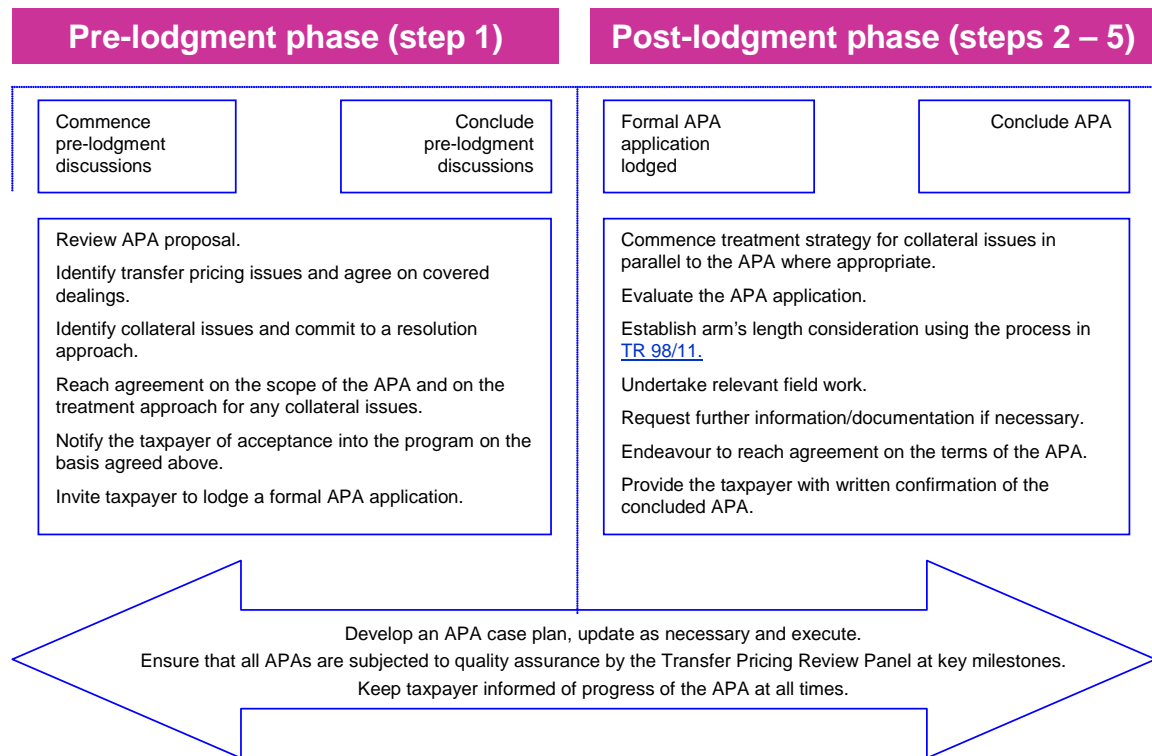 Pre-lodgment phase (step 1)
Post-lodgment phase (steps 2 – 5)
Commence
pre-lodgment
discussions
Conclude
pre-lodgment
discussions
Formal APA
application
lodged
Conclude APA
Review APA proposal.
Identify transfer pricing issues and agree on covered
dealings.
Identify collateral issues and commit to a resolution
approach.
Reach agreement on the scope of the APA and on the
treatment approach for any collateral issues.
Notify the taxpayer of acceptance into the program on the
basis agreed above.
Invite taxpayer to lodge a formal APA application.
Commence treatment strategy for collateral issues in
parallel to the APA where appropriate.
Evaluate the APA application.
Establish arm's length consideration using the process in
TR 98/11.
Undertake relevant field work.
Request further information/documentation if necessary.
Endeavour to reach agreement on the terms of the APA.
Provide the taxpayer with written confirmation of the
concluded APA.
Develop an APA case plan, update as necessary and execute.
Ensure that all APAs are subjected to quality assurance by the Transfer Pricing Review Panel at key milestones.
Keep taxpayer informed of progress of the APA at all times.